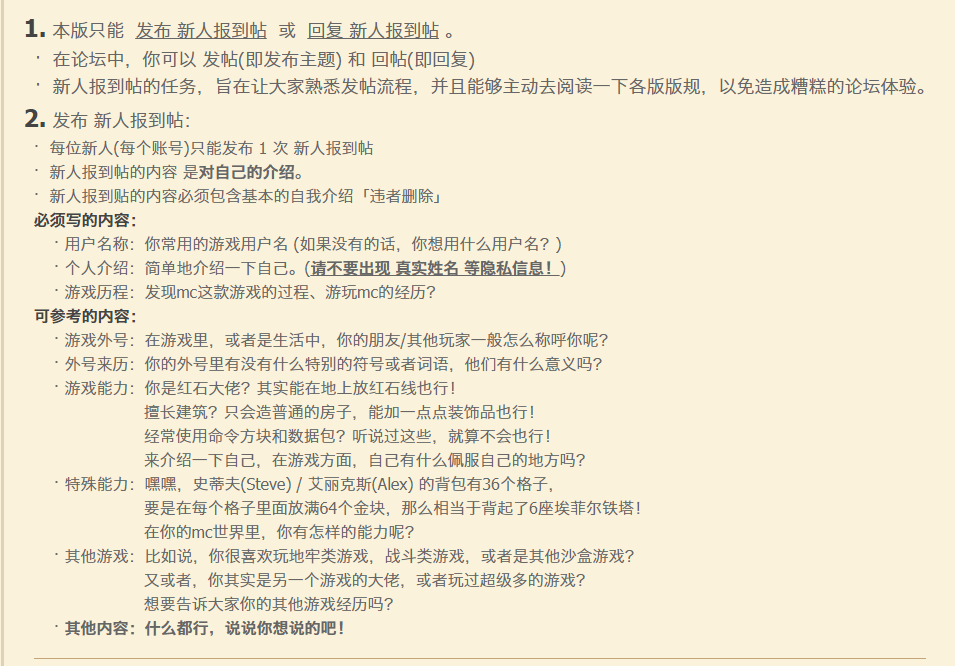 1. 本版只能 发布 新人报到帖 或 回复 新人报到帖 。
· 在论坛中，你可以 发帖(即发布主题) 和 回帖(即回复)
· 新人报到帖的任务，旨在让大家熟悉发帖流程，并且能够主动去阅读一下各版版规，以免造成糟糕的论坛体验。
2. 发布 新人报到帖：
· 每位新人(每个账号)只能发布 1 次 新人报到帖
· 新人报到帖的内容 是对自己的介绍。
· 新人报到贴的内容必须包含基本的自我介绍「违者删除」
必须写的内容：
· 用户名称：你常用的游戏用户名 (如果没有的话，你想用什么用户名？)
· 个人介绍：简单地介绍一下自己。(请不要出现 真实姓名 等隐私信息！)
· 游戏历程：发现mc这款游戏的过程、游玩mc的经历？
可参考的内容：
· 游戏外号：在游戏里，或者是生活中，你的朋友/其他玩家一般怎么称呼你呢？
· 外号来历：你的外号里有没有什么特别的符号或者词语，他们有什么意义吗？
· 游戏能力：你是红石大佬？其实能在地上放红石线也行！
擅长建筑？只会造普通的房子，能加一点点装饰品也行！
经常使用命令方块和数据包？听说过这些，就算不会也行！
来介绍一下自己，在游戏方面，自己有什么佩服自己的地方吗？
· 特殊能力：嘿嘿，史蒂夫(Steve) / 艾丽克斯(Alex) 的背包有36个格子，
要是在每个格子里面放满64个金块，那么相当于背起了6座埃菲尔铁塔！
在你的mc世界里，你有怎样的能力呢？
· 其他游戏：比如说，你很喜欢玩地牢类游戏，战斗类游戏，或者是其他沙盒游戏？
又或者，你其实是另一个游戏的大佬，或者玩过超级多的游戏？
想要告诉大家你的其他游戏经历吗？
· 其他内容：什么都行，说说你想说的吧！